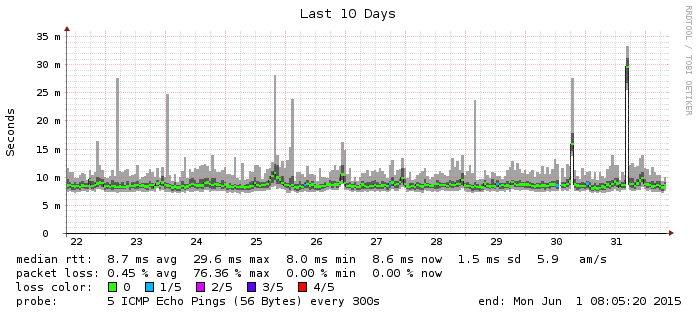 Last 10 Days
RRDTOOL / TOBI OETIKER
Seconds
35 m
30 m
25 m
20 m
15 m
10 m
5 m
0
22 23 24 25 26 27 28 29 30 31
median rtt: 8.7 ms avg 29.6 ms max 8.0 ms min 8.6 ms now 1.5 ms sd 5.9 am/s
packet loss: 0.45 % avg 76.36 % max 0.00 % min 0.00 % now
loss color: 0 1/5 2/5 3/5 4/5
probe: 5 ICMP Echo Pings (56 Bytes) every 300s end: Mon Jun 1 08:05:20 2015